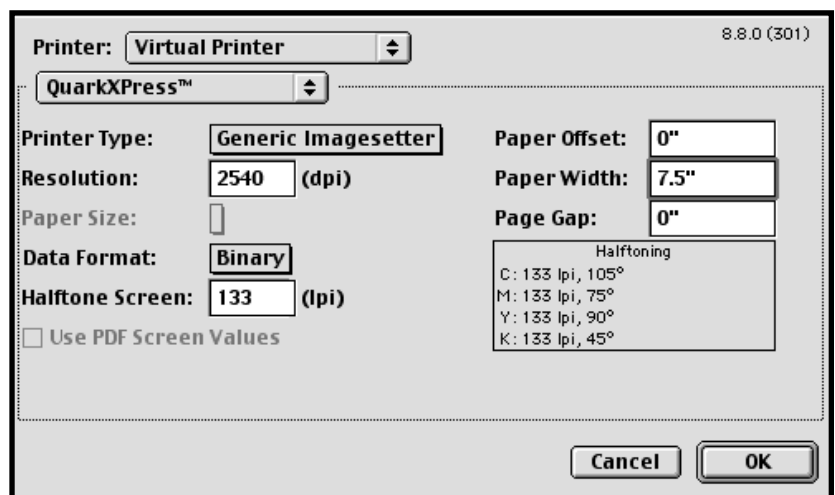 8.8.0 (301)
Printer: Virtual Printer
QuarkXPress™
Printer Type: Generic Imagesetter
Resolution: 2540 (dpi)
Paper Size:
Data Format: Binary
Halftone Screen: 133 (lpi)
Use PDF Screen Values
Paper Offset: 0"
Paper Width: 7.5"
Page Gap: 0"
Halftoning
C: 133 lpi, 105°
M: 133 lpi, 75°
Y: 133 lpi, 90°
K: 133 lpi, 45°
Cancel
OK